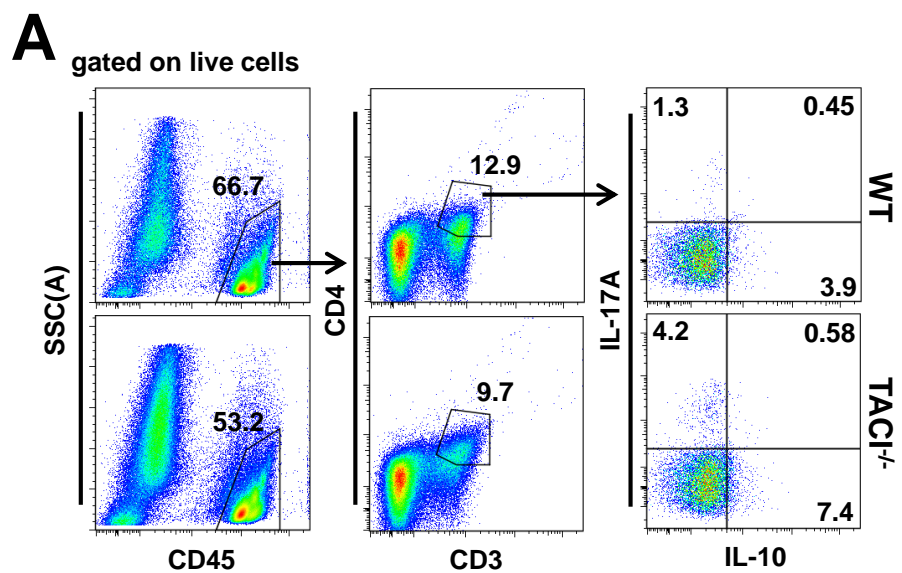 A
gated on live cells
66.7
12.9
1.3
0.45
3.9
WT
53.2
9.7
4.2
0.58
7.4
TACI-/-
SSC(A)
CD4
IL-17A
CD45
CD3
IL-10